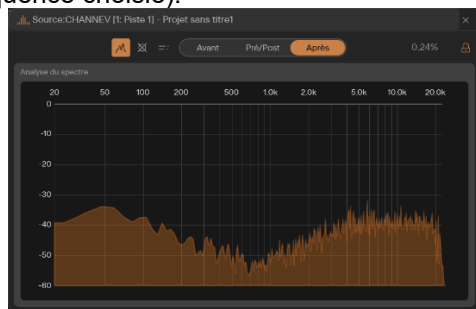 quence choisie).
Source:CHANNEV [1: Piste 1] - Projet sans titre1
Avant Pré/Post Après 0.24%
Analyse du spectre
20 50 100 200 500 1.0k 2.0k 5.0k 10.0k 20.0k
0
-10
-20
-30
-40
-50
-60